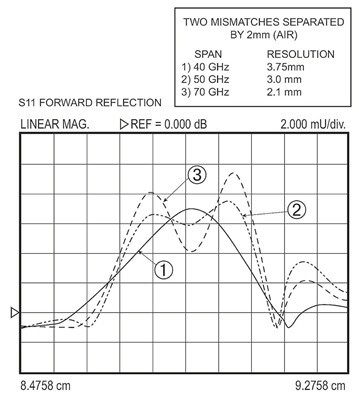 TWO MISMATCHES SEPARATED
BY 2mm (AIR)
SPAN RESOLUTION
1) 40 GHz 3.75mm
2) 50 GHz 3.0 mm
3) 70 GHz 2.1 mm
S11 FORWARD REFLECTION
LINEAR MAG. ▷REF = 0.000 dB 2.000 mU/div.
3
2
1
8.4758 cm 9.2758 cm